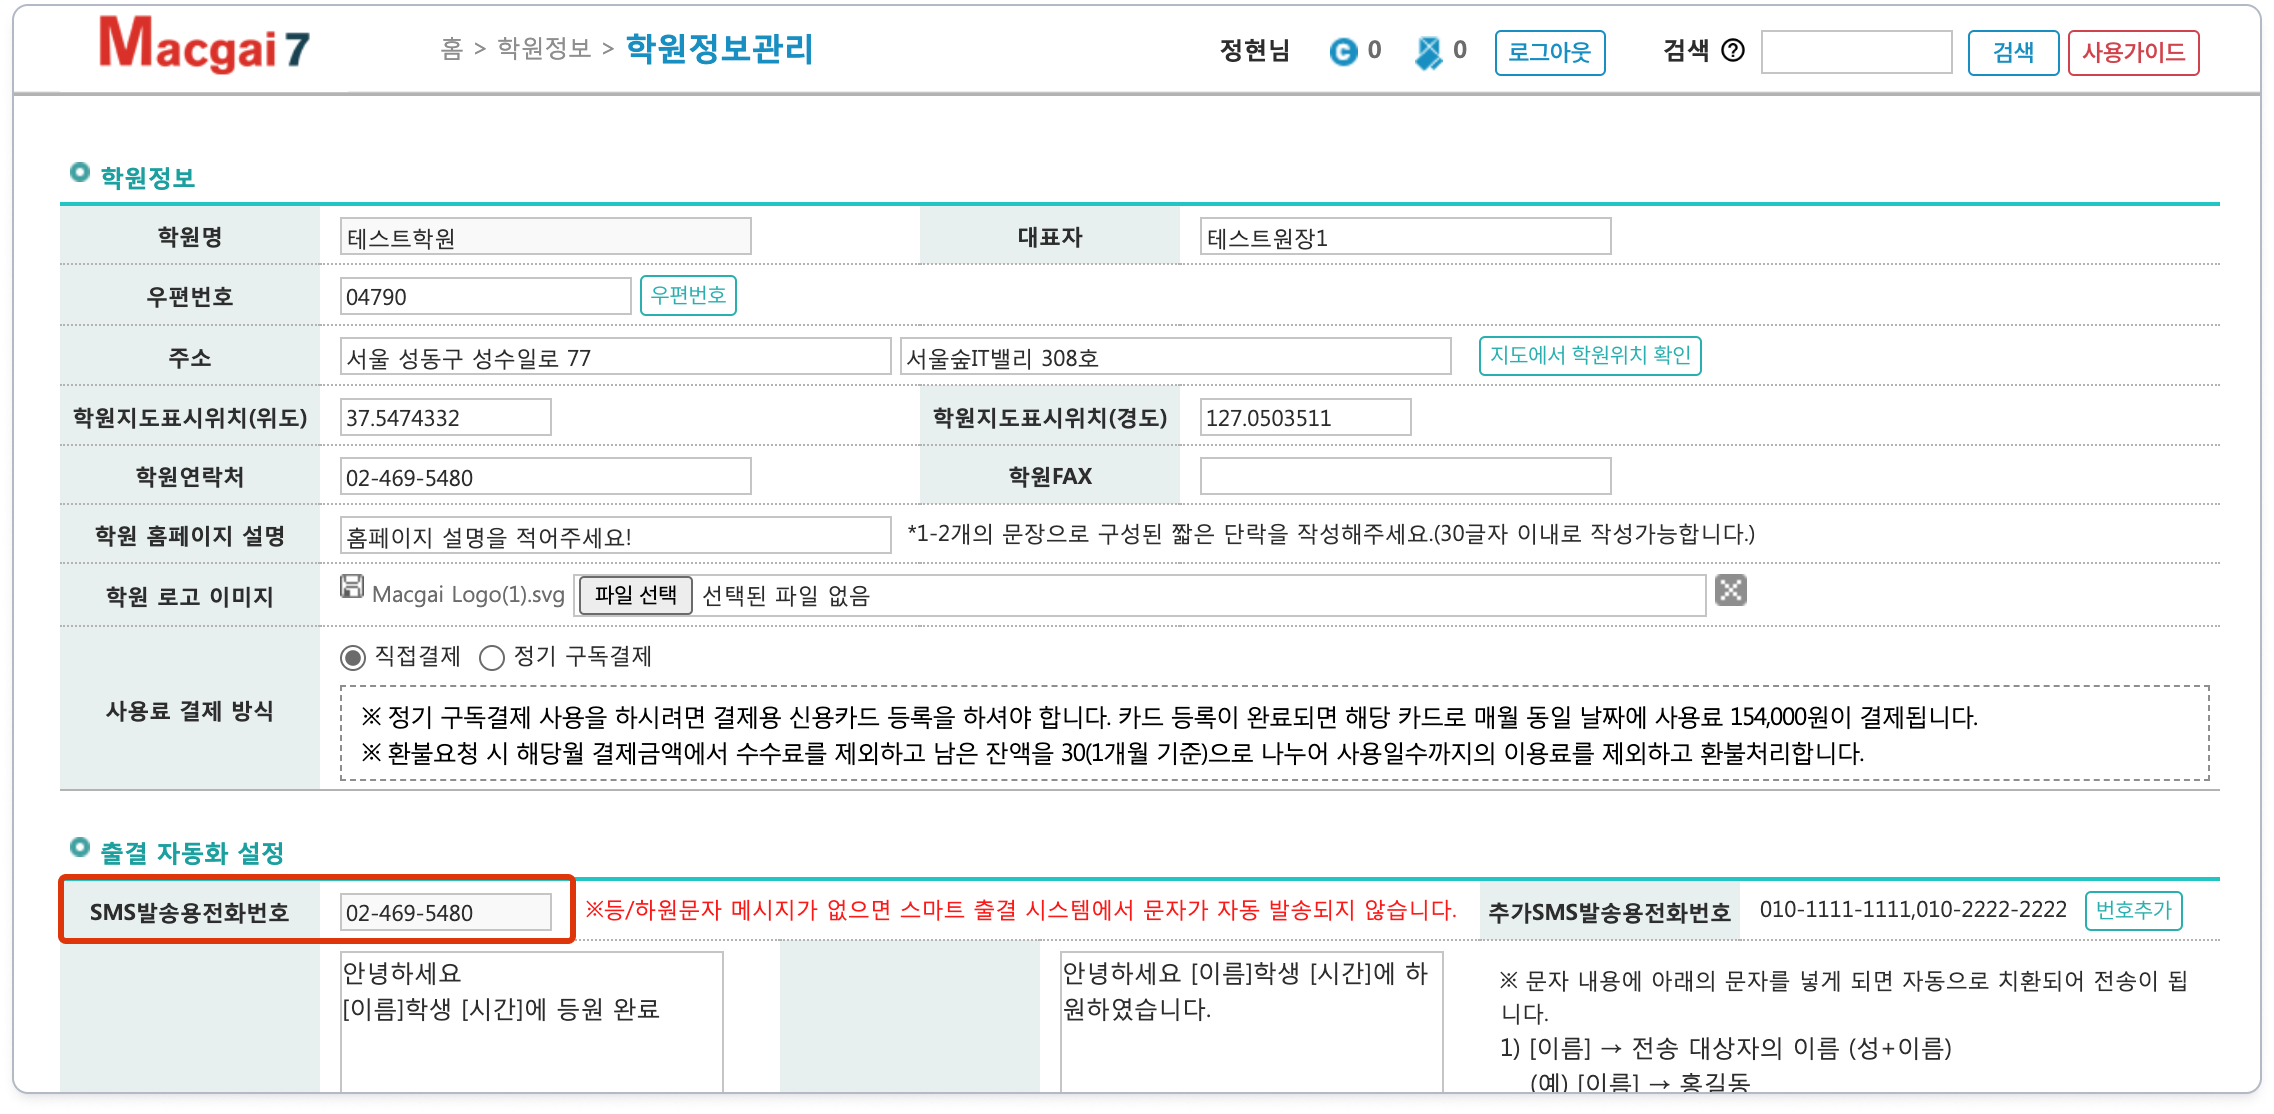 Macgai 7
홈 > 학원정보 > 학원정보관리
정현님 C 0 0 로그아웃 검색 ? 검색 사용가이드
학원정보
학원명 테스트학원 대표자 테스트원장1
우편번호 04790 우편번호
주소 서울 성동구 성수일로 77 서울숲IT밸리 308호 지도에서 학원위치 확인
학원지도표시위치(위도) 37.5474332 학원지도표시위치(경도) 127.0503511
학원연락처 02-469-5480 학원FAX
학원 홈페이지 설명 홈페이지 설명을 적어주세요! *1-2개의 문장으로 구성된 짧은 단락을 작성해주세요.(30글자 이내로 작성가능합니다.)
학원 로고 이미지 Macgai Logo(1).svg 파일 선택 선택된 파일 없음
직접결제 정기 구독결제
사용료 결제 방식
※ 정기 구독결제 사용을 하시려면 결제용 신용카드 등록을 하셔야 합니다. 카드 등록이 완료되면 해당 카드로 매월 동일 날짜에 사용료 154,000원이 결제됩니다.
※ 환불요청 시 해당월 결제금액에서 수수료를 제외하고 남은 잔액을 30(1개월 기준)으로 나누어 사용일수까지의 이용료를 제외하고 환불처리합니다.
출결 자동화 설정
SMS발송용전화번호 02-469-5480 ※등/하원문자 메시지가 없으면 스마트 출결 시스템에서 문자가 자동 발송되지 않습니다. 추가SMS발송용전화번호 010-1111-1111,010-2222-2222 번호추가
안녕하세요
[이름]학생 [시간]에 등원 완료
안녕하세요 [이름]학생 [시간]에 하
원하였습니다.
※ 문자 내용에 아래의 문자를 넣게 되면 자동으로 치환되어 전송이 됩
니다.
1) [이름] → 전송 대상자의 이름 (성+이름)
(예) [이름] → 홍길동